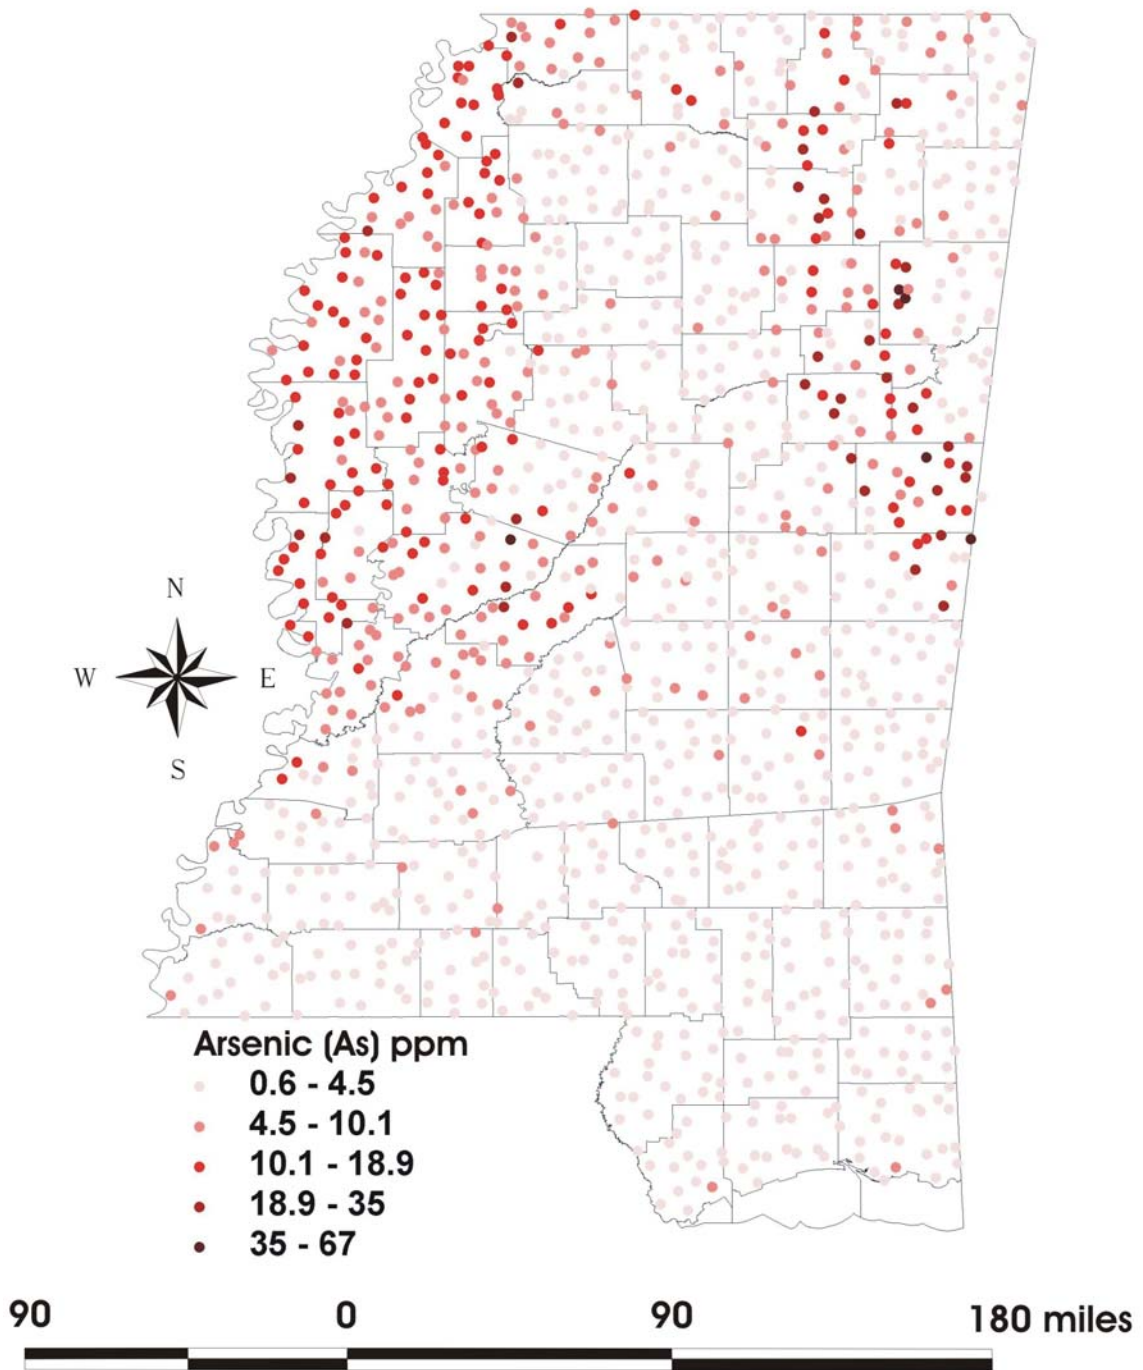 N
W E
S
Arsenic (As) ppm
0.6 - 4.5
4.5 - 10.1
10.1 - 18.9
18.9 - 35
35 - 67
90 0 90 180 miles